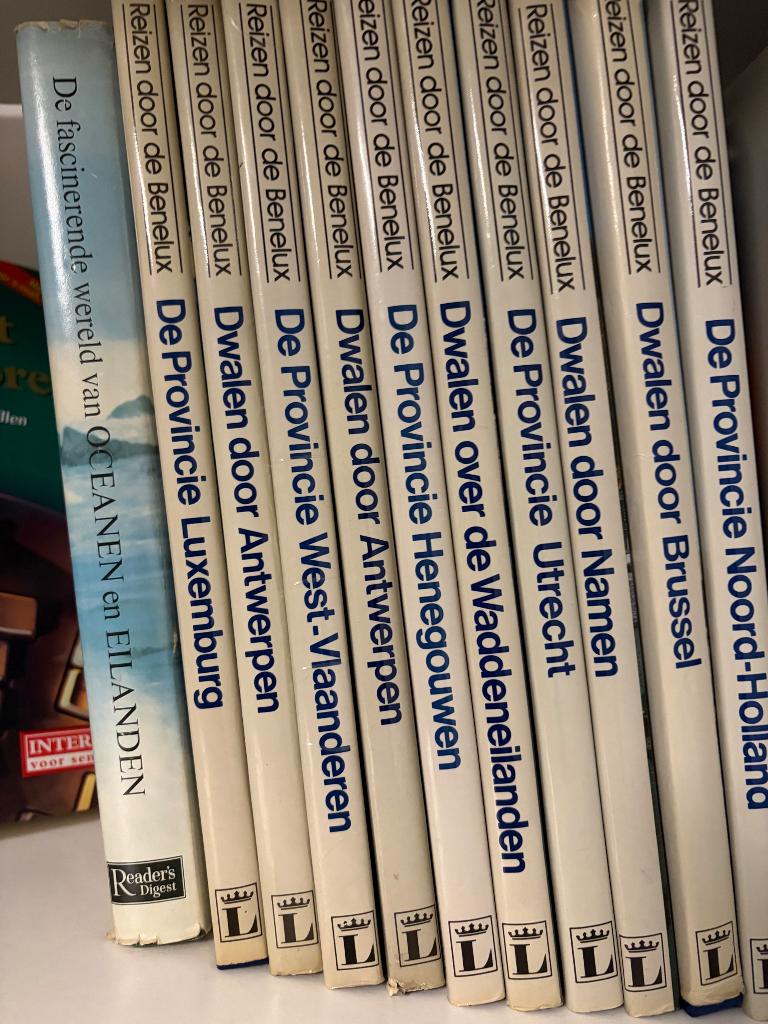 De fascinerende wereld van OCEANEN en EILANDEN
Reader's
Digest
Reizen door de Benelux
De Provincie Luxemburg
L
Reizen door de Benelux
Dwalen door Antwerpen
L
Reizen door de Benelux
De Provincie West-Vlaanderen
L
Reizen door de Benelux
Dwalen door Antwerpen
L
Reizen door de Benelux
De Provincie Henegouwen
L
Reizen door de Benelux
Dwalen over de Waddeneilanden
L
Reizen door de Benelux
De Provincie Utrecht
L
Reizen door de Benelux
Dwalen door Namen
L
Reizen door de Benelux
Dwalen door Brussel
L
Reizen door de Benelux
De Provincie Noord-Holland
L
INTER
voor sen